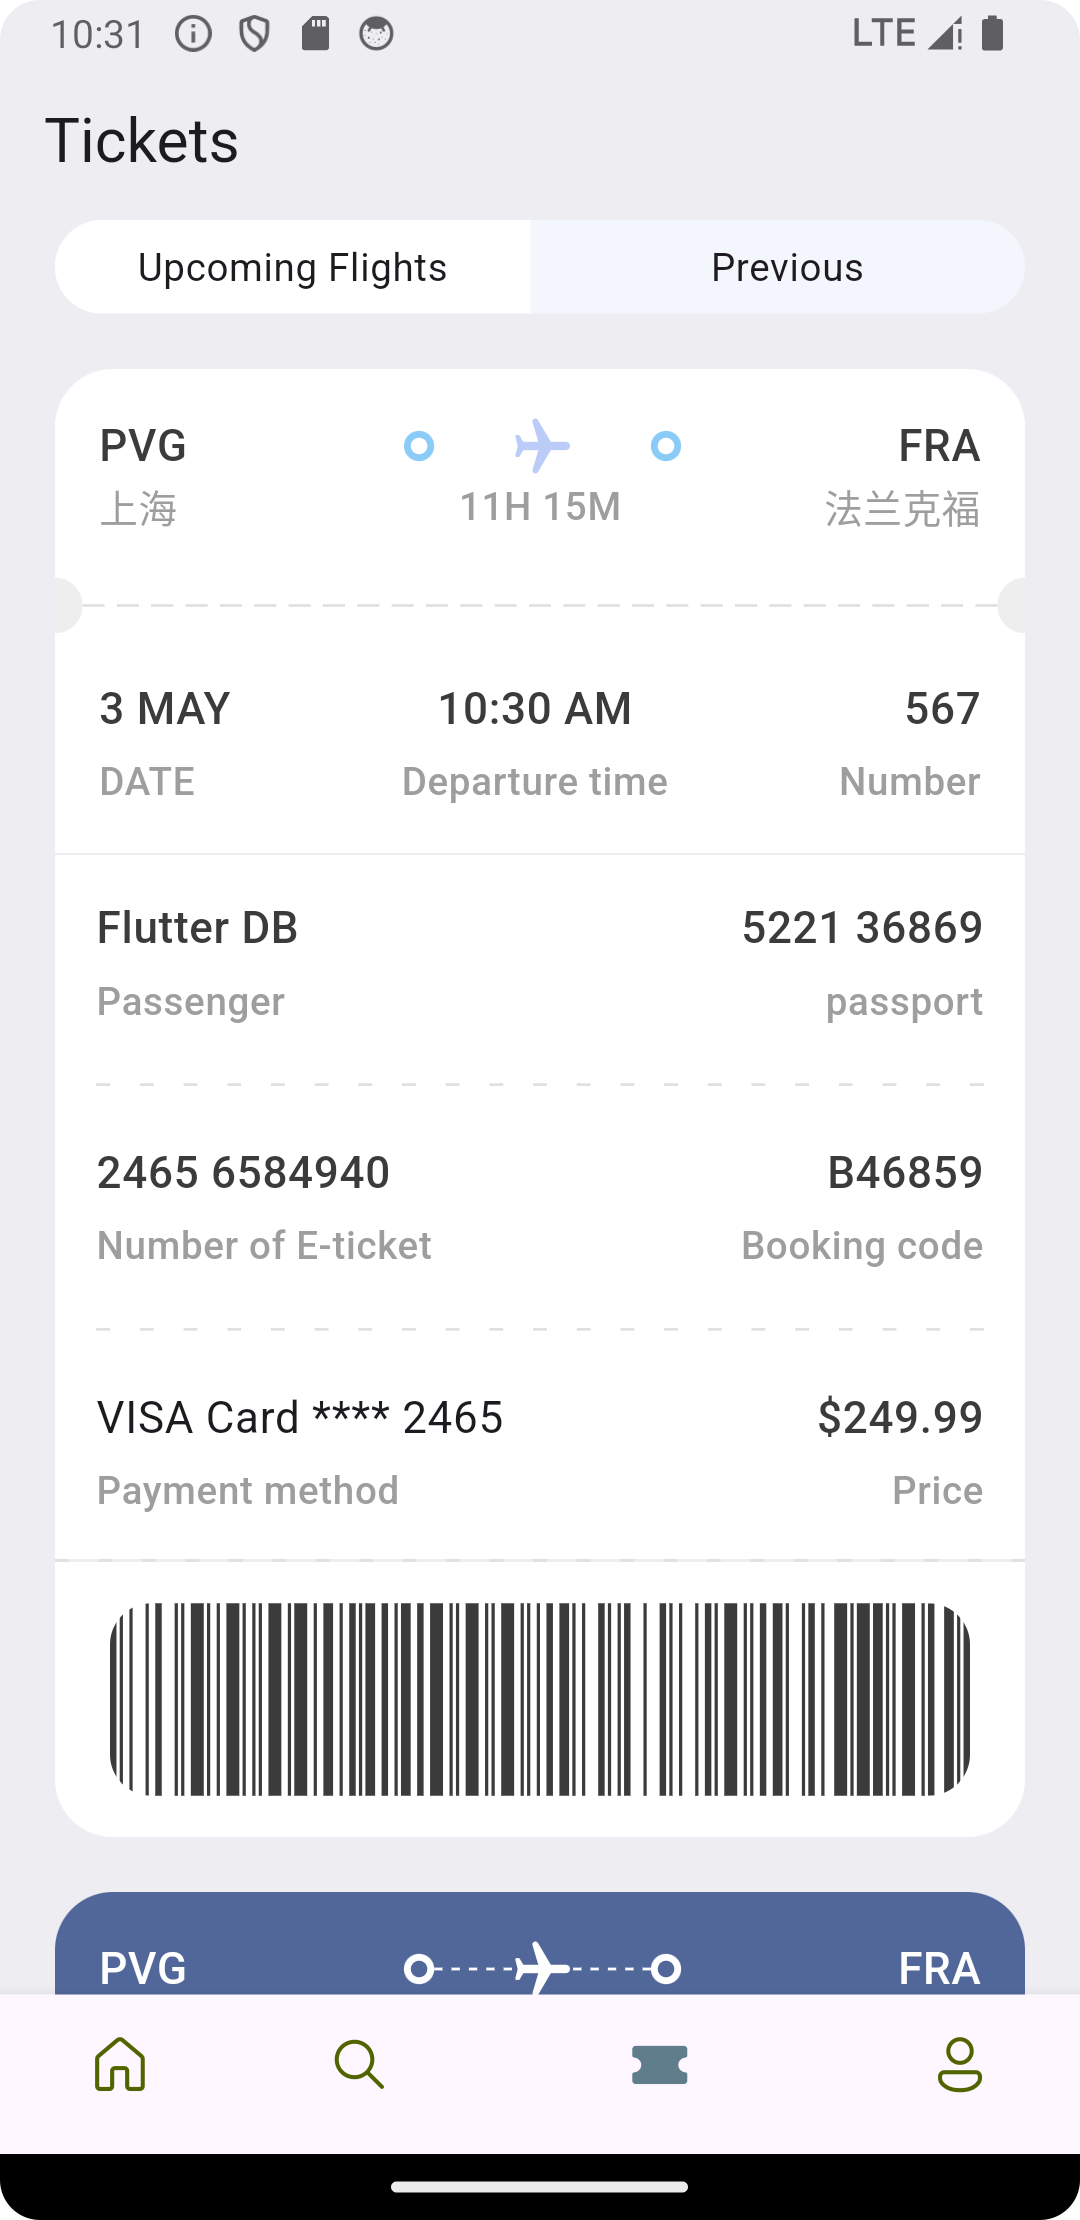 10:31 LTE
Tickets
Upcoming Flights Previous
PVG FRA
上海 11H 15M 法兰克福
3 MAY 10:30 AM 567
DATE Departure time Number
Flutter DB 5221 36869
Passenger passport
2465 6584940 B46859
Number of E-ticket Booking code
VISA Card **** 2465 $249.99
Payment method Price
PVG FRA